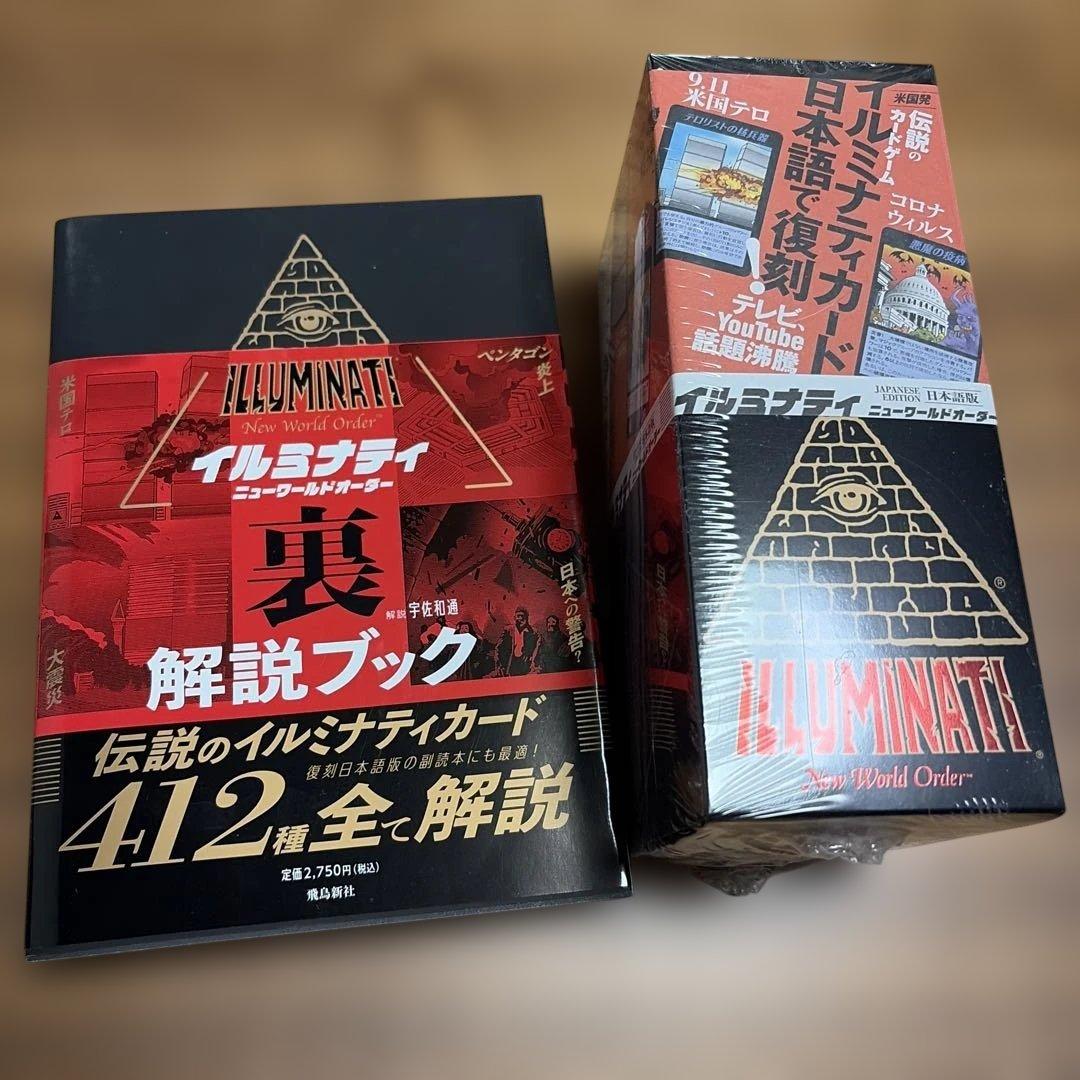 ILLUMINATI
New World Order™
イルミナティ
ニューワールドオーダー
米国テロ
ペンタゴン炎上
裏
解説 宇佐和通
解説ブック
大震災
日本への警告?
伝説のイルミナティカード
復刻日本語版の副読本にも最適!
412種全て解説
定価2,750円(税込)
飛鳥新社
米国発
伝説の
カードゲーム
イルミナティカード
日本語で復刻!
9.11
米国テロ
テロリストの核兵器
コロナ
ウィルス
悪魔の疫病
テレビ、
YouTube
話題沸騰
イルミナティ
JAPANESE
EDITION
日本語版
ニューワールドオーダー
ILLUMINATI®
New World Order™